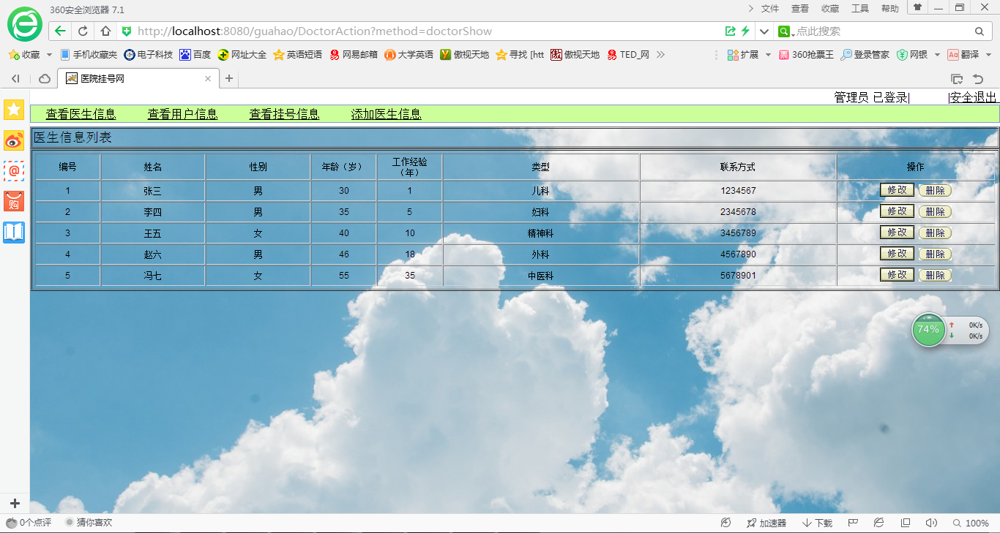 360安全浏览器 7.1
文件 查看 收藏 工具 帮助
http://localhost:8080/guahao/DoctorAction?method=doctorShow
点此搜索
收藏 手机收藏夹 电子科技 百度 网址大全 英语短语 网易邮箱 大学英语 傲视天地 寻找 [htt 傲视天地 TED_网 扩展 360抢票王 登录管家 网银 翻译
医院挂号网
管理员 已登录| |安全退出
查看医生信息 查看用户信息 查看挂号信息 添加医生信息
医生信息列表
编号 姓名 性别 年龄（岁） 工作经验（年） 类型 联系方式 操作
1 张三 男 30 1 儿科 1234567 修改 删除
2 李四 男 35 5 妇科 2345678 修改 删除
3 王五 女 40 10 精神科 3456789 修改 删除
4 赵六 男 46 18 外科 4567890 修改 删除
5 冯七 女 55 35 中医科 5678901 修改 删除
74% 0K/s
0K/s
0个点评 猜你喜欢 加速器 下载 100%